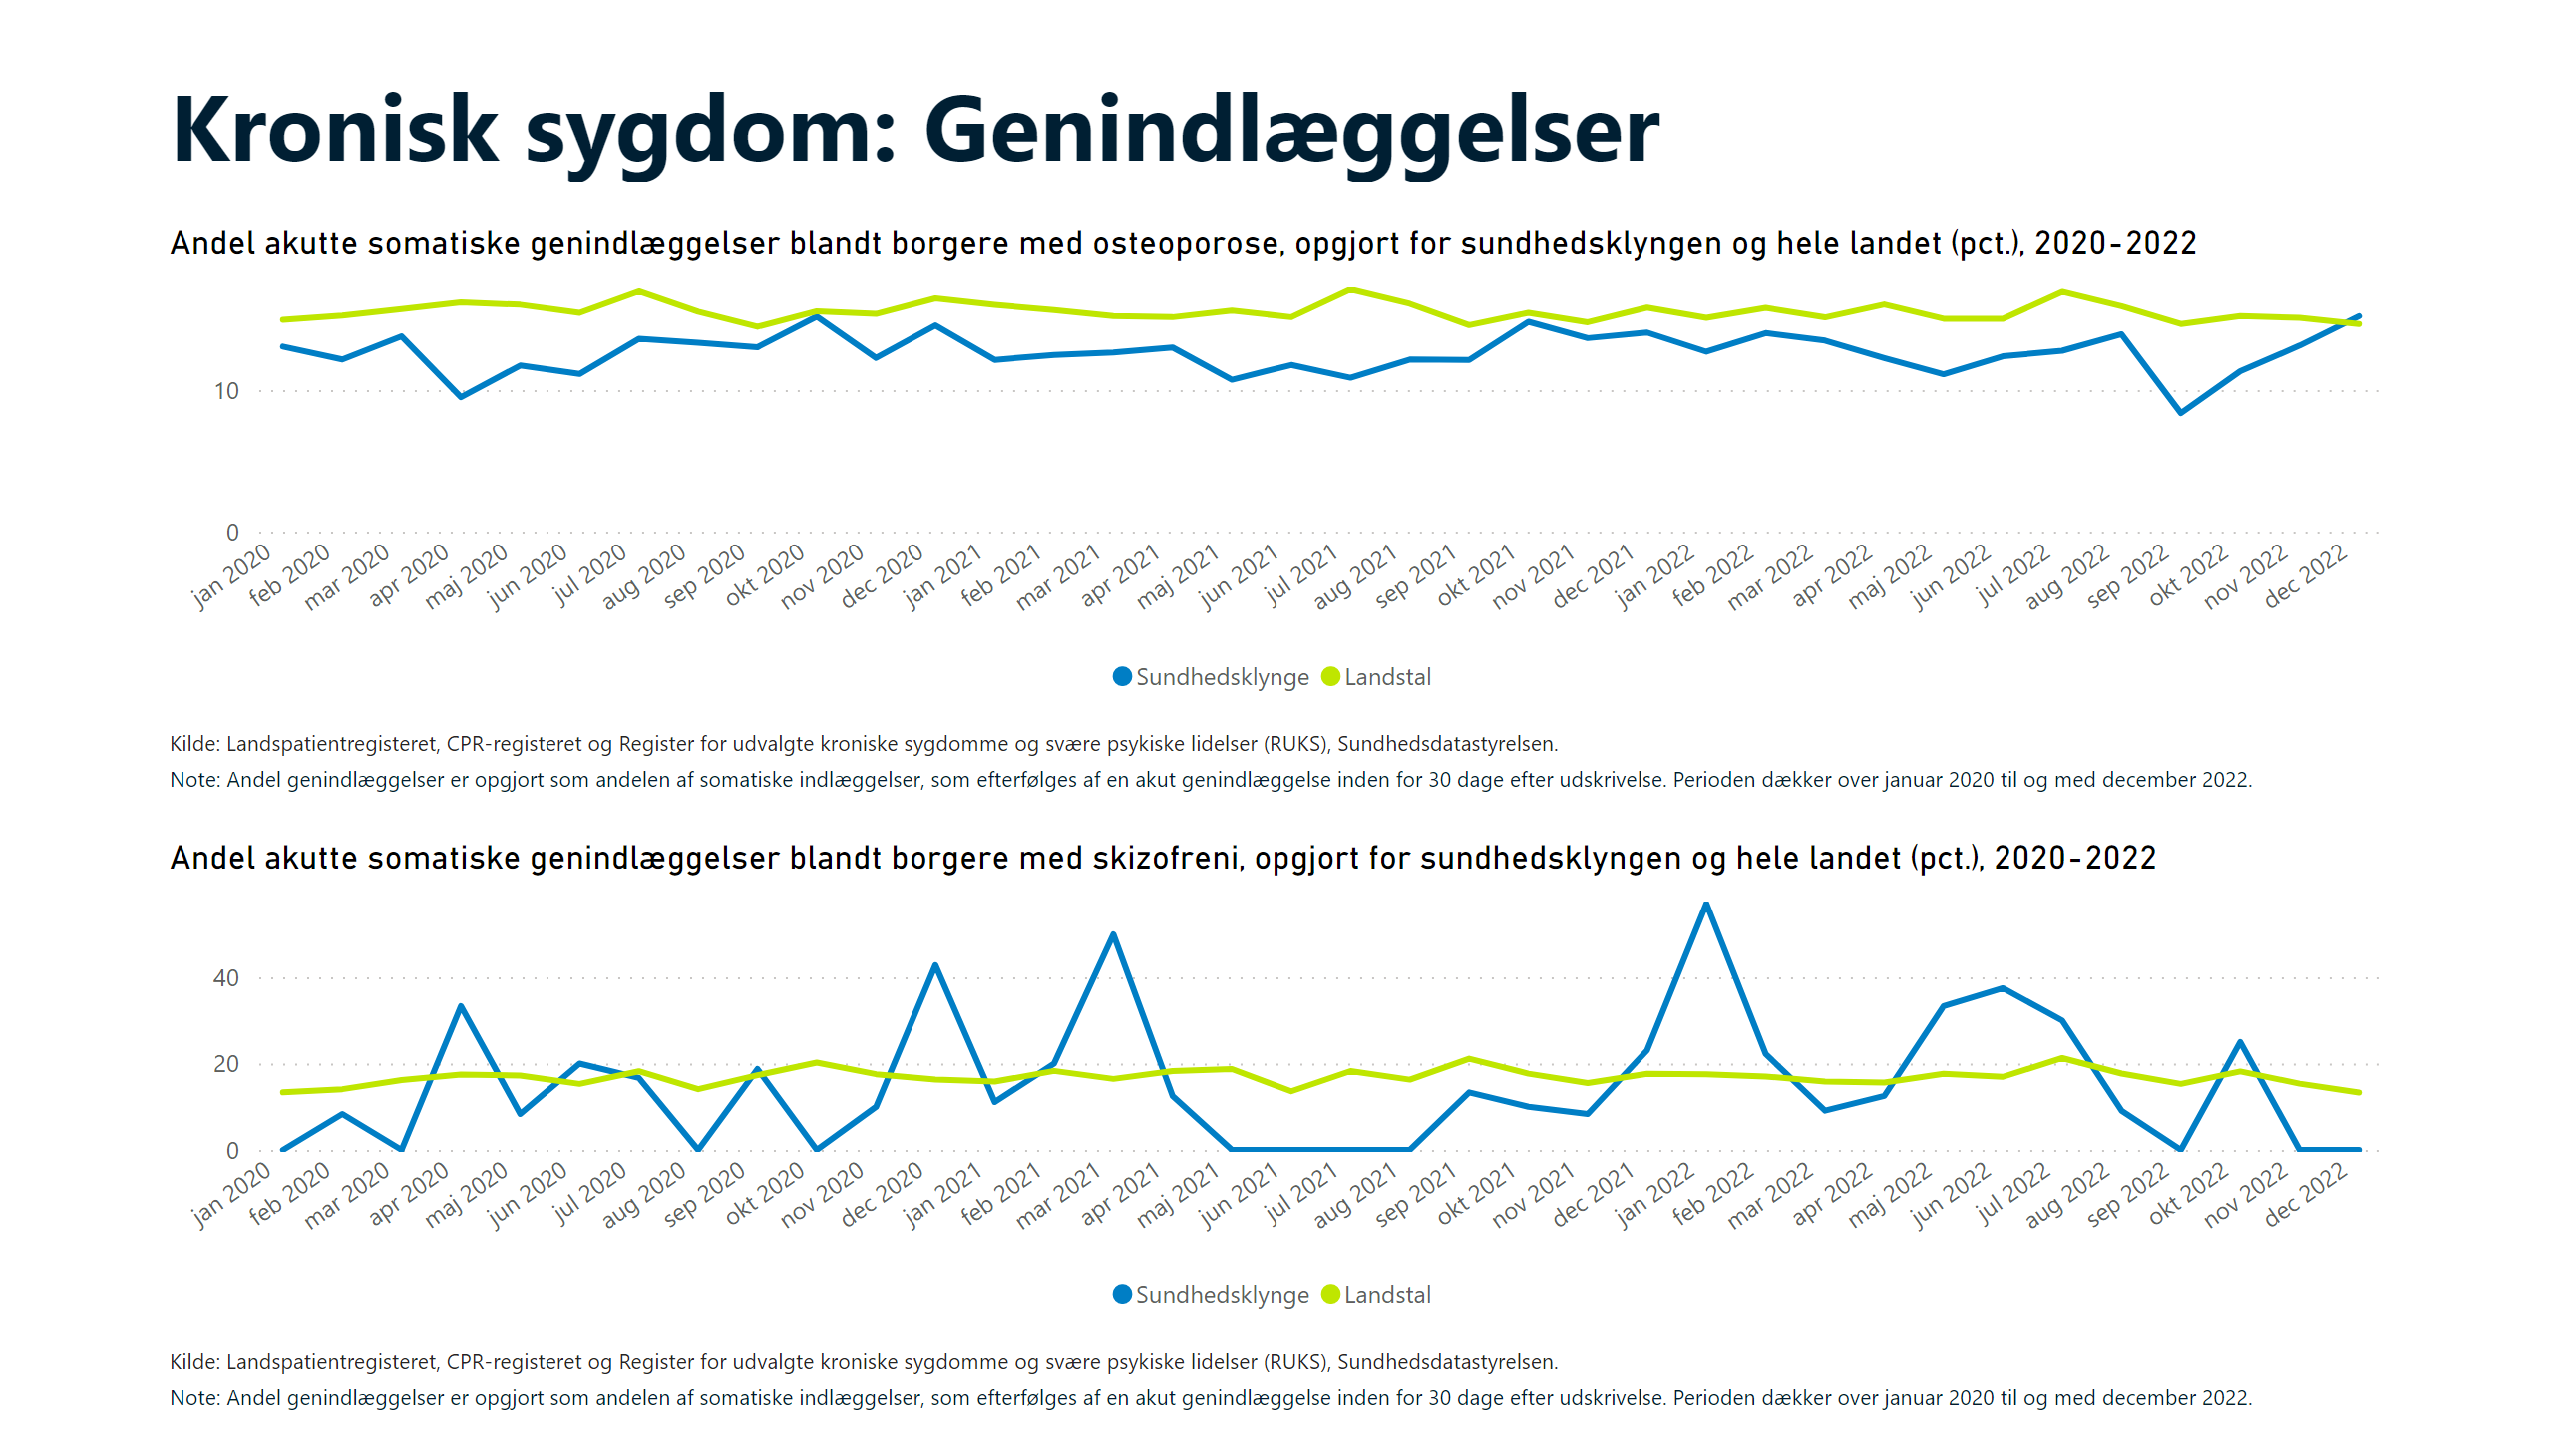 Kronisk sygdom: Genindlæggelser
Andel akutte somatiske genindlæggelser blandt borgere med osteoporose, opgjort for sundhedsklyngen og hele landet (pct.), 2020-2022
10
0
jan 2020 feb 2020 mar 2020 apr 2020 maj 2020 jun 2020 jul 2020 aug 2020 sep 2020 okt 2020 nov 2020 dec 2020 jan 2021 feb 2021 mar 2021 apr 2021 maj 2021 jun 2021 jul 2021 aug 2021 sep 2021 okt 2021 nov 2021 dec 2021 jan 2022 feb 2022 mar 2022 apr 2022 maj 2022 jun 2022 jul 2022 aug 2022 sep 2022 okt 2022 nov 2022 dec 2022
Sundhedsklynge Landstal
Kilde: Landspatientregisteret, CPR-registeret og Register for udvalgte kroniske sygdomme og svære psykiske lidelser (RUKS), Sundhedsdatastyrelsen.
Note: Andel genindlæggelser er opgjort som andelen af somatiske indlæggelser, som efterfølges af en akut genindlæggelse inden for 30 dage efter udskrivelse. Perioden dækker over januar 2020 til og med december 2022.
Andel akutte somatiske genindlæggelser blandt borgere med skizofreni, opgjort for sundhedsklyngen og hele landet (pct.), 2020-2022
40
20
0
jan 2020 feb 2020 mar 2020 apr 2020 maj 2020 jun 2020 jul 2020 aug 2020 sep 2020 okt 2020 nov 2020 dec 2020 jan 2021 feb 2021 mar 2021 apr 2021 maj 2021 jun 2021 jul 2021 aug 2021 sep 2021 okt 2021 nov 2021 dec 2021 jan 2022 feb 2022 mar 2022 apr 2022 maj 2022 jun 2022 jul 2022 aug 2022 sep 2022 okt 2022 nov 2022 dec 2022
Sundhedsklynge Landstal
Kilde: Landspatientregisteret, CPR-registeret og Register for udvalgte kroniske sygdomme og svære psykiske lidelser (RUKS), Sundhedsdatastyrelsen.
Note: Andel genindlæggelser er opgjort som andelen af somatiske indlæggelser, som efterfølges af en akut genindlæggelse inden for 30 dage efter udskrivelse. Perioden dækker over januar 2020 til og med december 2022.